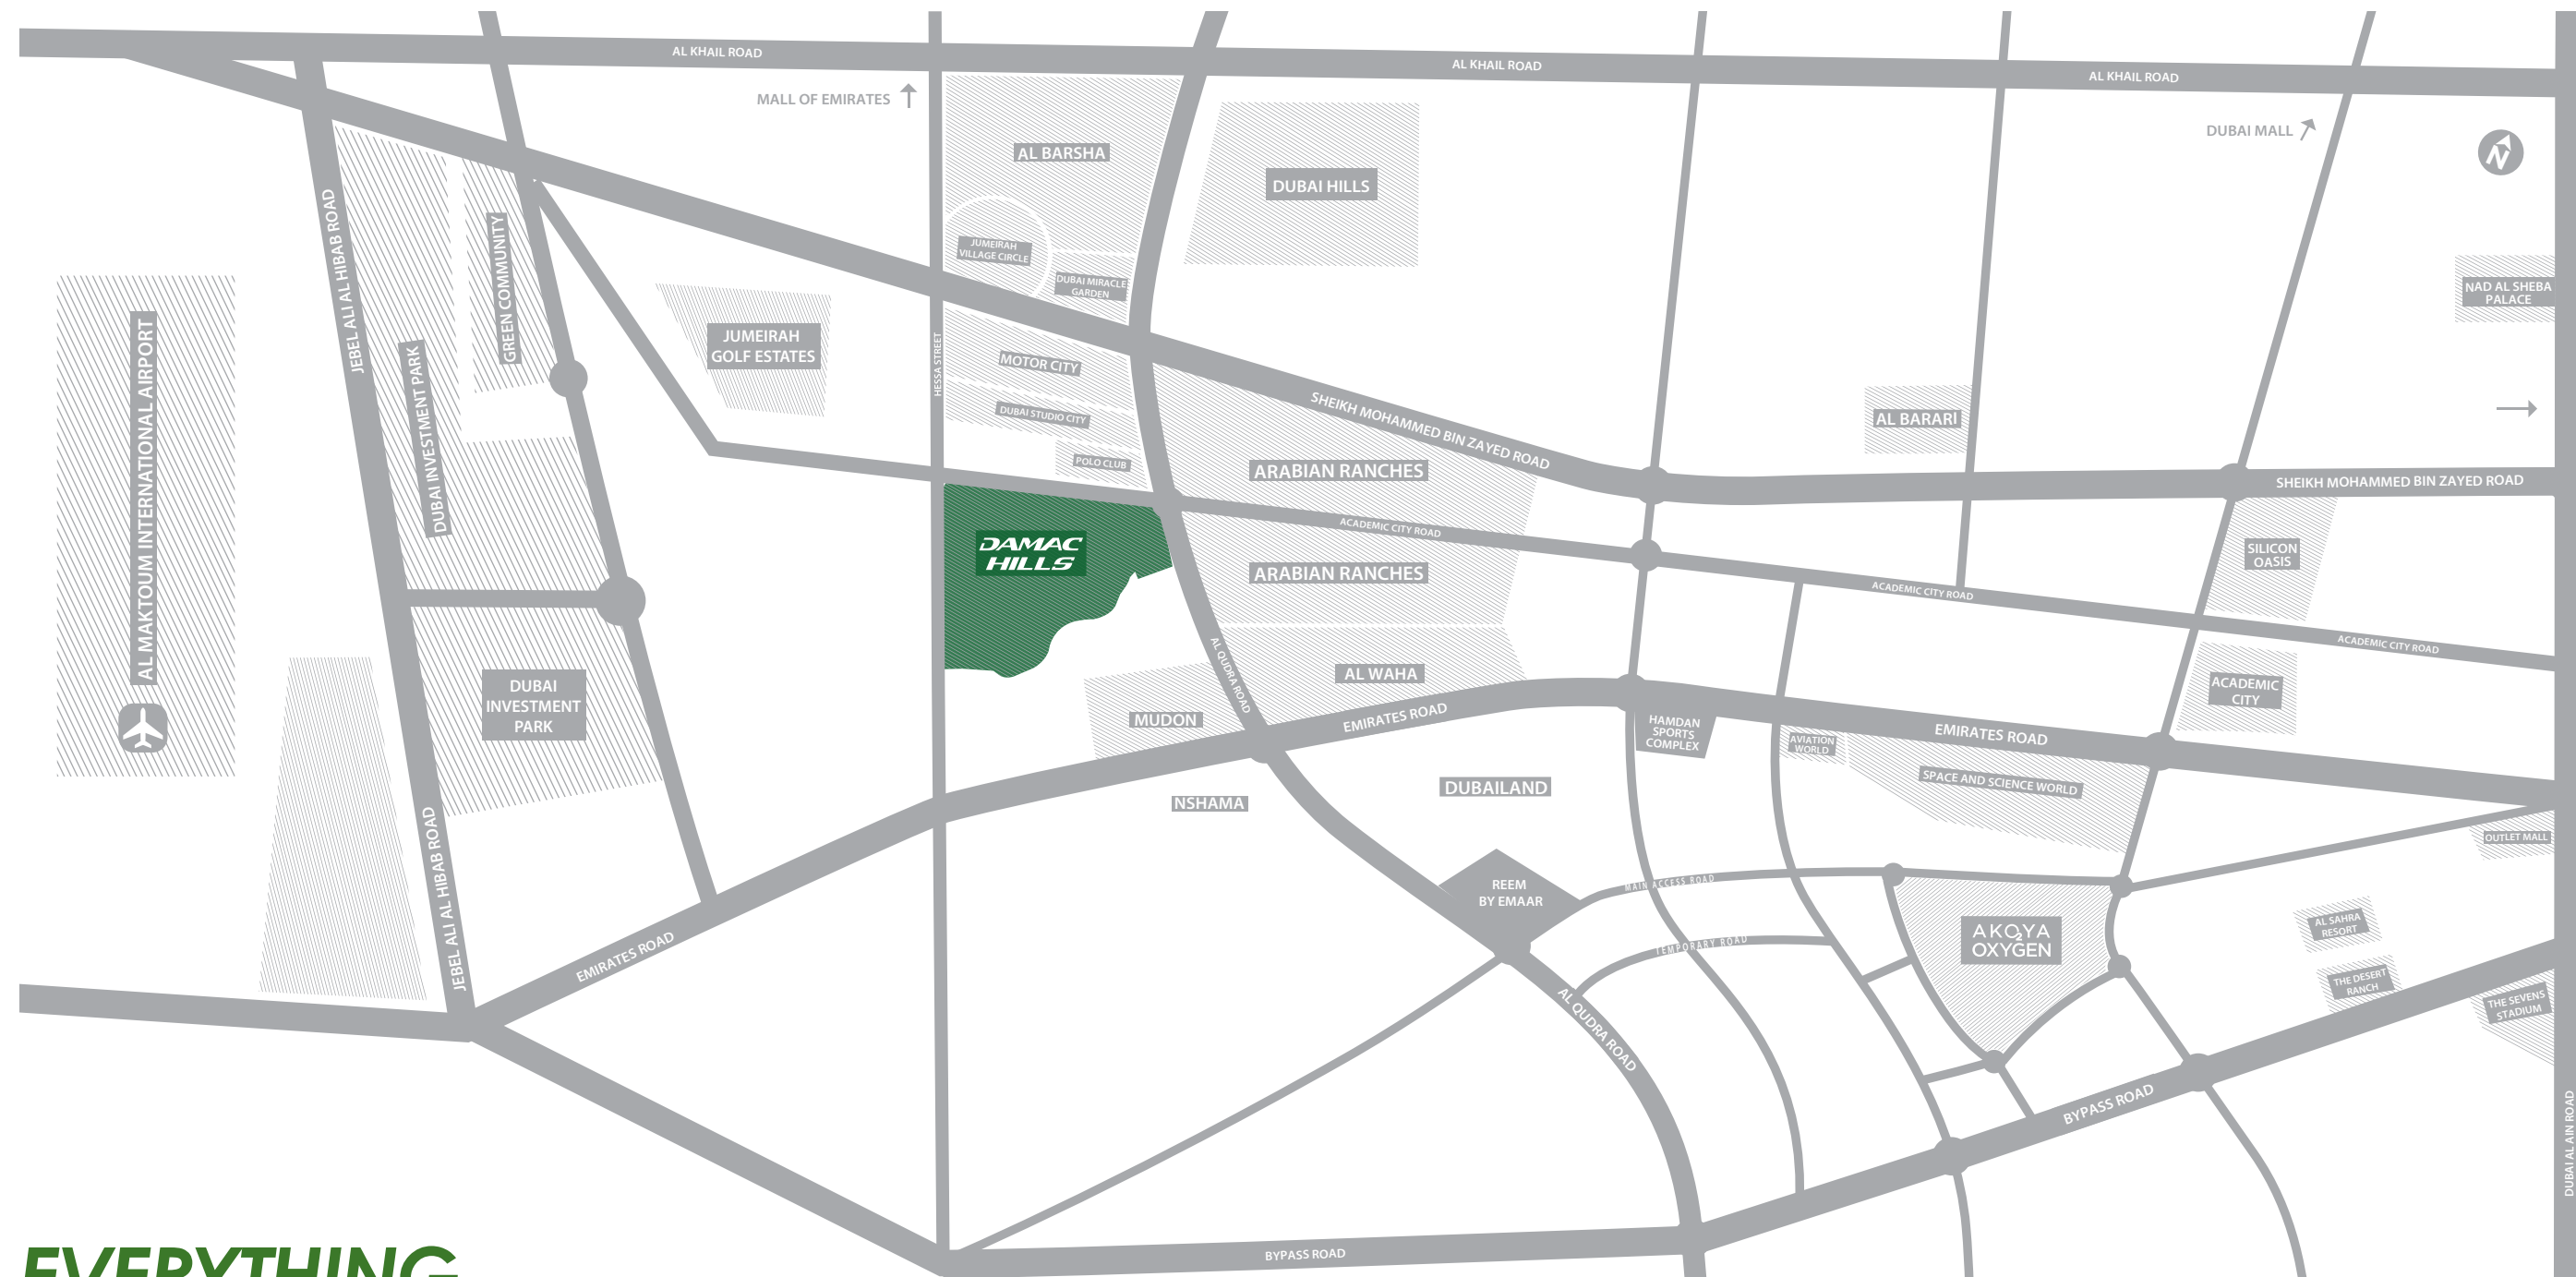 AL KHAIL ROAD
AL KHAIL ROAD
AL KHAIL ROAD
MALL OF EMIRATES
DUBAI MALL
N
AL BARSHA
DUBAI HILLS
JEBEL ALI AL HIBAB ROAD
GREEN COMMUNITY
JUMEIRAH
VILLAGE CIRCLE
DUBAI MIRACLE
GARDEN
NAD AL SHEBA
PALACE
AL MAKTOUM INTERNATIONAL AIRPORT
DUBAI INVESTMENT PARK
JUMEIRAH
GOLF ESTATES
HESSA STREET
MOTOR CITY
DUBAI STUDIO CITY
POLO CLUB
SHEIKH MOHAMMED BIN ZAYED ROAD
AL BARARI
ARABIAN RANCHES
SHEIKH MOHAMMED BIN ZAYED ROAD
ACADEMIC CITY ROAD
DAMAC
HILLS
ARABIAN RANCHES
SILICON
OASIS
ACADEMIC CITY ROAD
ACADEMIC CITY ROAD
AL QUDRA ROAD
AL WAHA
ACADEMIC
CITY
DUBAI
INVESTMENT
PARK
MUDON
EMIRATES ROAD
HAMDAN
SPORTS
COMPLEX
AVIATION
WORLD
EMIRATES ROAD
SPACE AND SCIENCE WORLD
DUBAILAND
NSHAMA
OUTLET MALL
JEBEL ALI AL HIBAB ROAD
REEM
BY EMAAR
MAIN ACCESS ROAD
TEMPORARY ROAD
AKO2YA
OXYGEN
AL SAHRA
RESORT
THE DESERT
RANCH
THE SEVENS
STADIUM
EMIRATES ROAD
AL QUDRA ROAD
BYPASS ROAD
DUBAI AL AIN ROAD
BYPASS ROAD
EVERYTHING